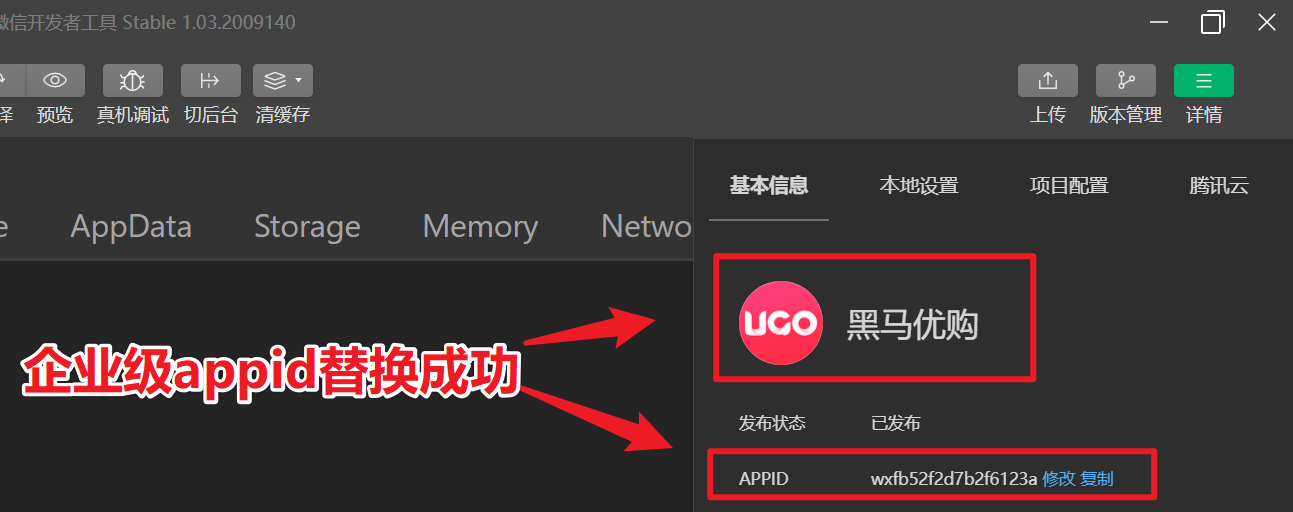 微信开发者工具 Stable 1.03.2009140
译 预览 真机调试 切后台 清缓存 上传 版本管理 详情
基本信息 本地设置 项目配置 腾讯云
e AppData Storage Memory Netwo
UGO 黑马优购
企业级appid替换成功
发布状态 已发布
APPID wxfb52f2d7b2f6123a 修改 复制